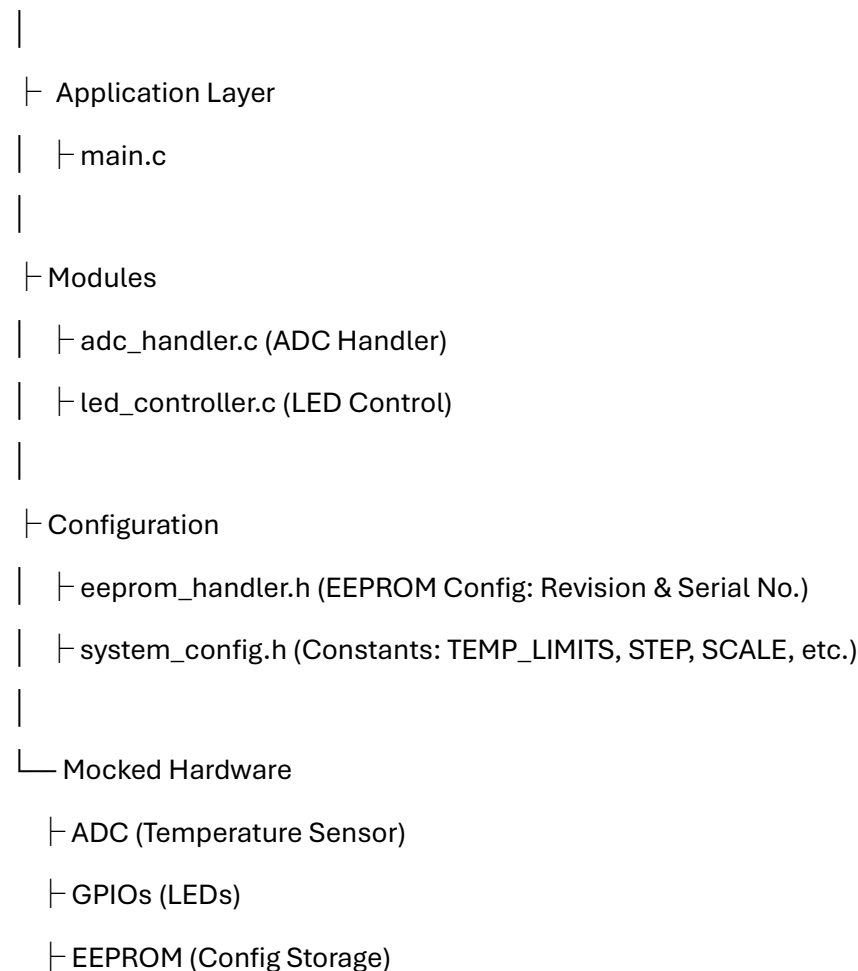 │
├ Application Layer
│ ├ main.c
│
├ Modules
│ ├ adc_handler.c (ADC Handler)
│ ├ led_controller.c (LED Control)
│
├ Configuration
│ ├ eeprom_handler.h (EEPROM Config: Revision & Serial No.)
│ ├ system_config.h (Constants: TEMP_LIMITS, STEP, SCALE, etc.)
│
└── Mocked Hardware
├ ADC (Temperature Sensor)
├ GPIOs (LEDs)
├ EEPROM (Config Storage)